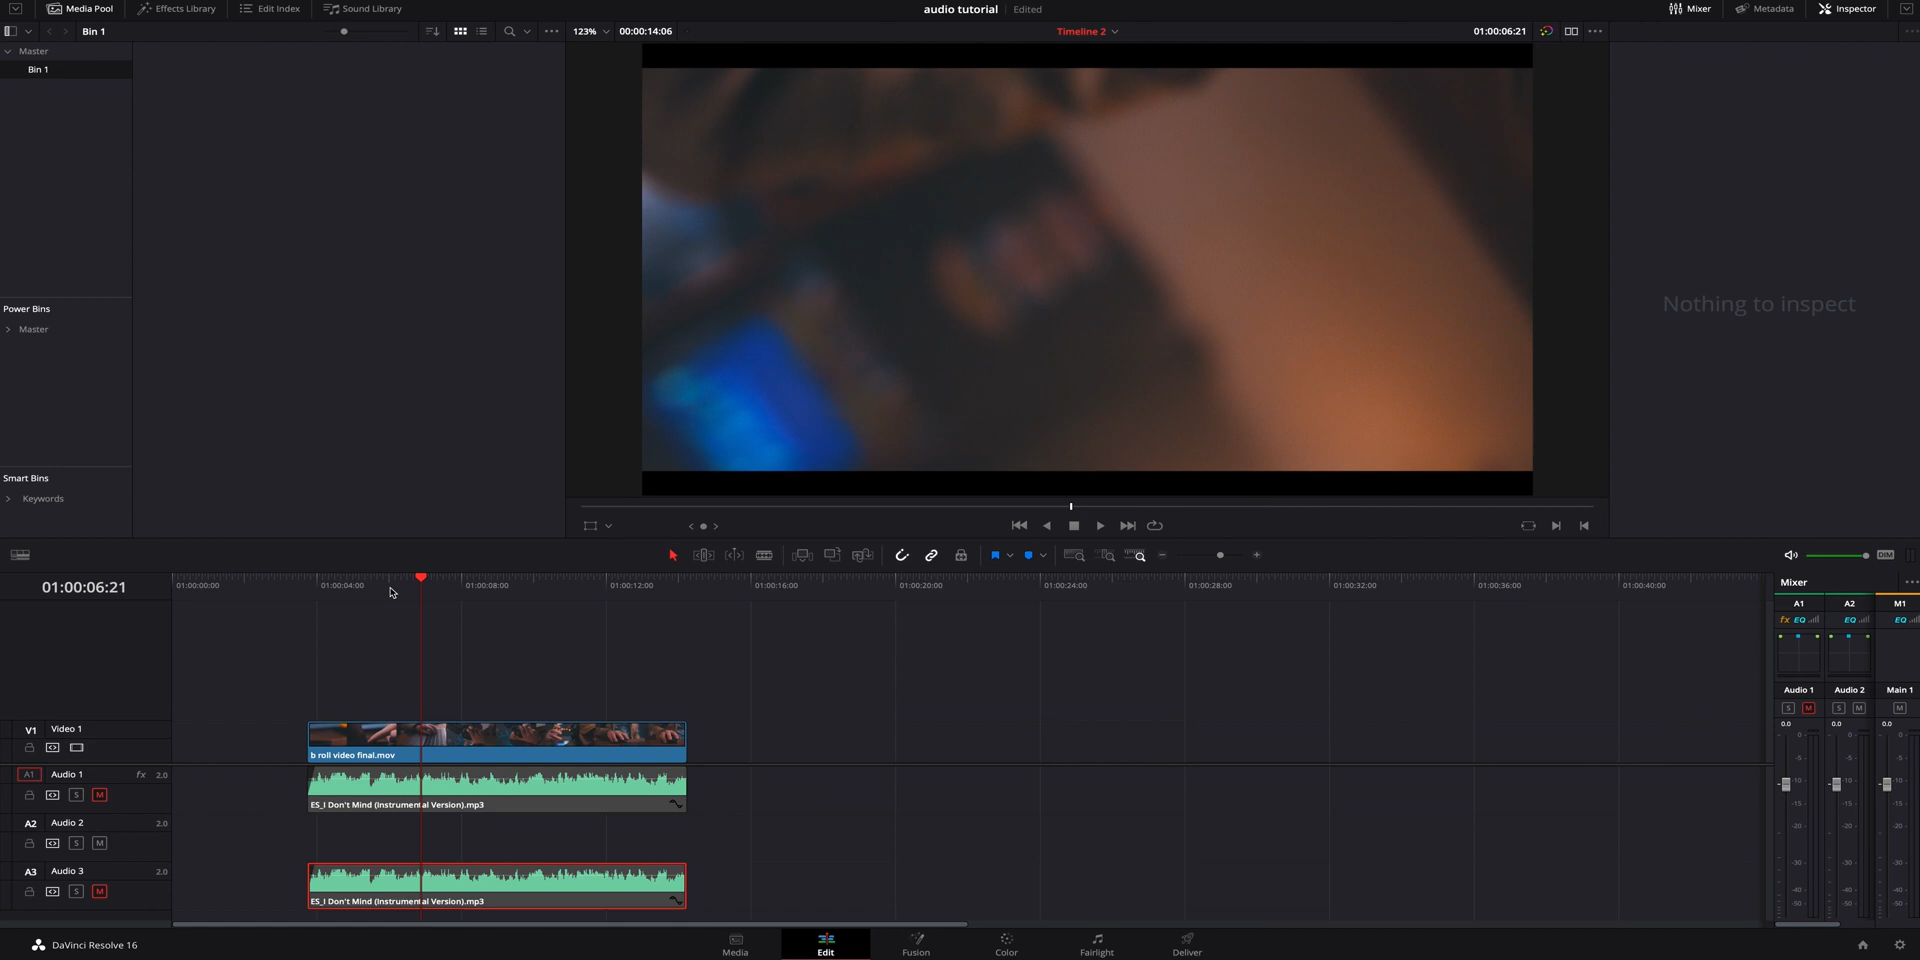 Media Pool Effects Library Edit Index Sound Library audio tutorial Edited Mixer Metadata Inspector
Bin 1 123% 00:00:14:06 Timeline 2 01:00:06:21
Master
Bin 1
Power Bins
Master
Smart Bins
Keywords
Nothing to inspect
DIM
01:00:06:21 01:00:00:00 01:00:04:00 01:00:08:00 01:00:12:00 01:00:16:00 01:00:20:00 01:00:24:00 01:00:28:00 01:00:32:00 01:00:36:00 01:00:40:00
V1 Video 1
b roll video final.mov
A1 Audio 1 fx 2.0
S M
ES_I Don't Mind (Instrumental Version).mp3
A2 Audio 2 2.0
S M
A3 Audio 3 2.0
S M
ES_I Don't Mind (Instrumental Version).mp3
Mixer
A1 A2 M1
fx EQ EQ EQ
Audio 1 Audio 2 Main 1
S M S M M
0.0 0.0 0.0
0 0
-5 -5
-10 -10
-15 -15
-20 -20
-30 -30
-40 -40
-50 -50
DaVinci Resolve 16 Media Edit Fusion Color Fairlight Deliver